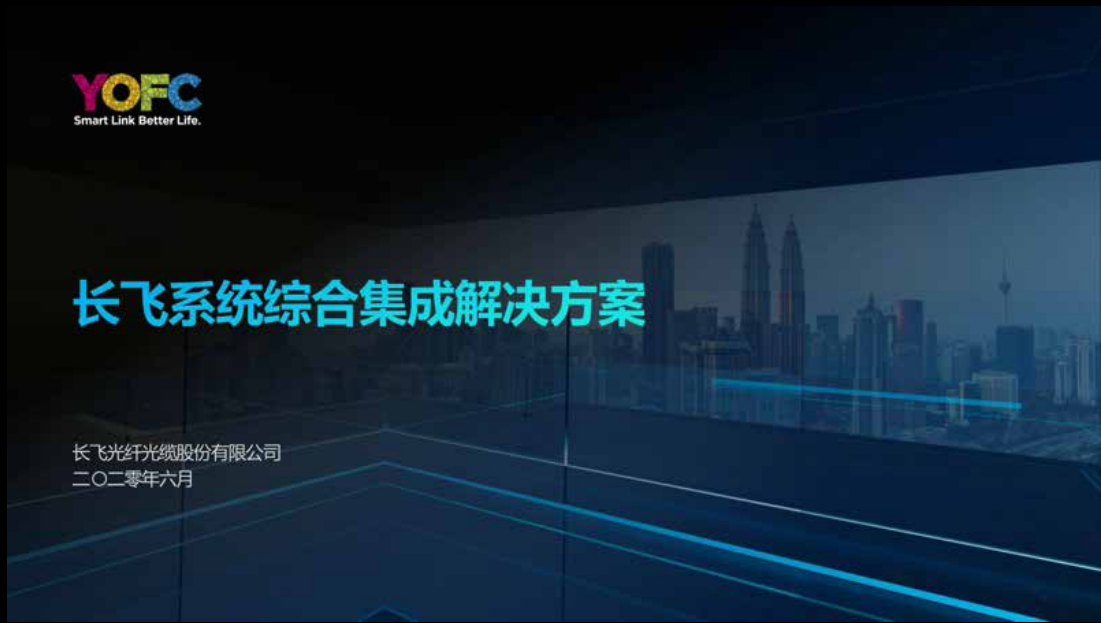 YOFC
Smart Link Better Life.
长飞系统综合集成解决方案
长飞光纤光缆股份有限公司
二〇二零年六月